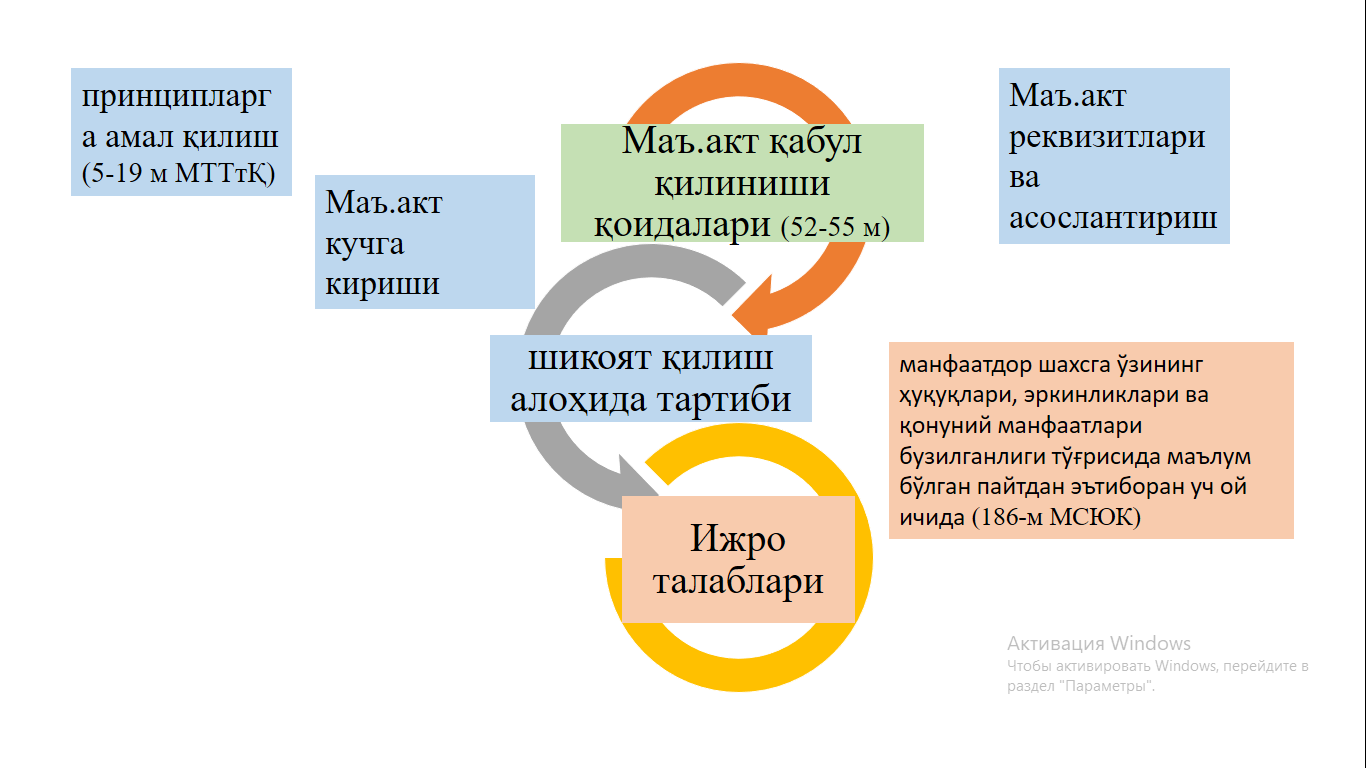 принципларг
а амал қилиш
(5-19 м МТТтҚ)
Маъ.акт
кучга
кириши
Маъ.акт қабул
қилиниши
қоидалари (52-55 м)
Маъ.акт
реквизитлари
ва
асослантириш
шикоят қилиш
алоҳида тартиби
манфаатдор шахсга ўзининг
ҳуқуқлари, эркинликлари ва
қонуний манфаатлари
бузилганлиги тўғрисида маълум
бўлган пайтдан эътиборан уч ой
ичида (186-м МСЮК)
Ижро
талаблари
Активация Windows
Чтобы активировать Windows, перейдите в
раздел "Параметры".